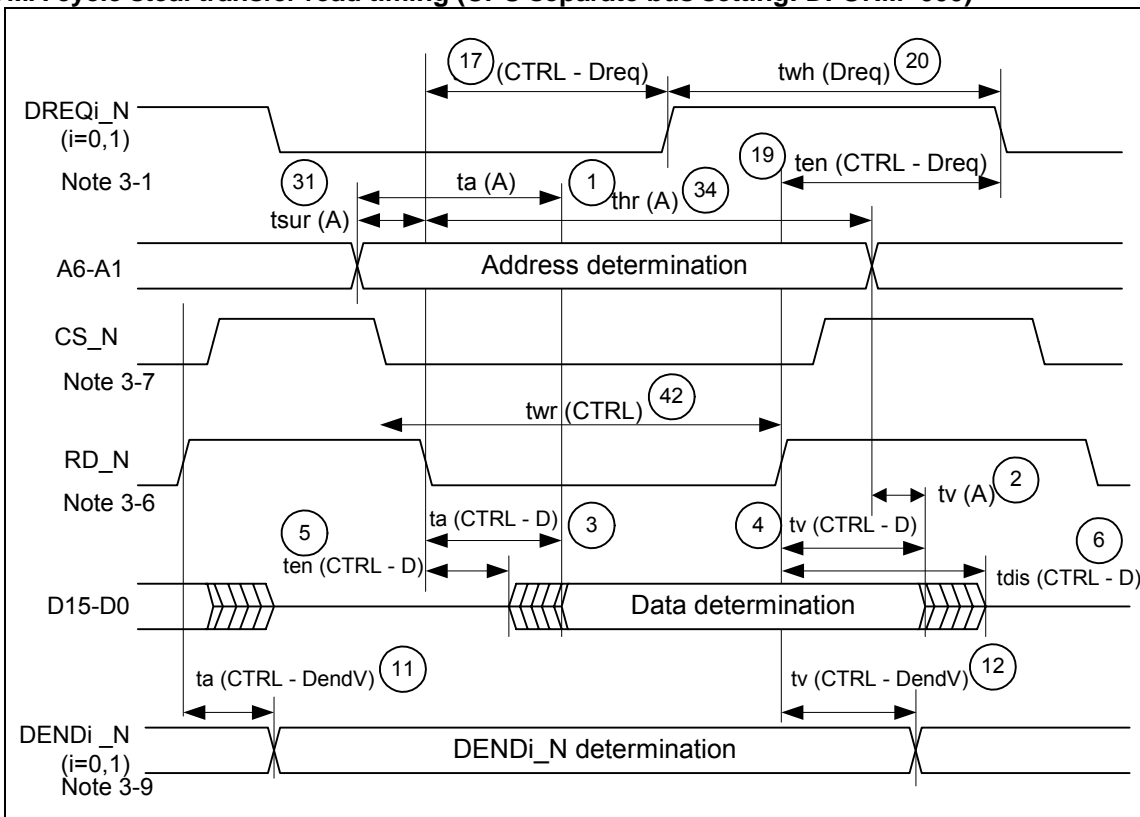 17 (CTRL - Dreq)
twh (Dreq) 20
DREQi_N
(i=0,1)
Note 3-1
19 ten (CTRL - Dreq)
31
ta (A) 1
thr (A) 34
tsur (A)
A6-A1
Address determination
CS_N
Note 3-7
twr (CTRL) 42
RD_N
Note 3-6
tv (A) 2
5
ta (CTRL - D) 3
4 tv (CTRL - D)
6
ten (CTRL - D)
tdis (CTRL - D)
D15-D0
Data determination
ta (CTRL - DendV) 11
tv (CTRL - DendV) 12
DENDi _N
(i=0,1)
Note 3-9
DENDi_N determination